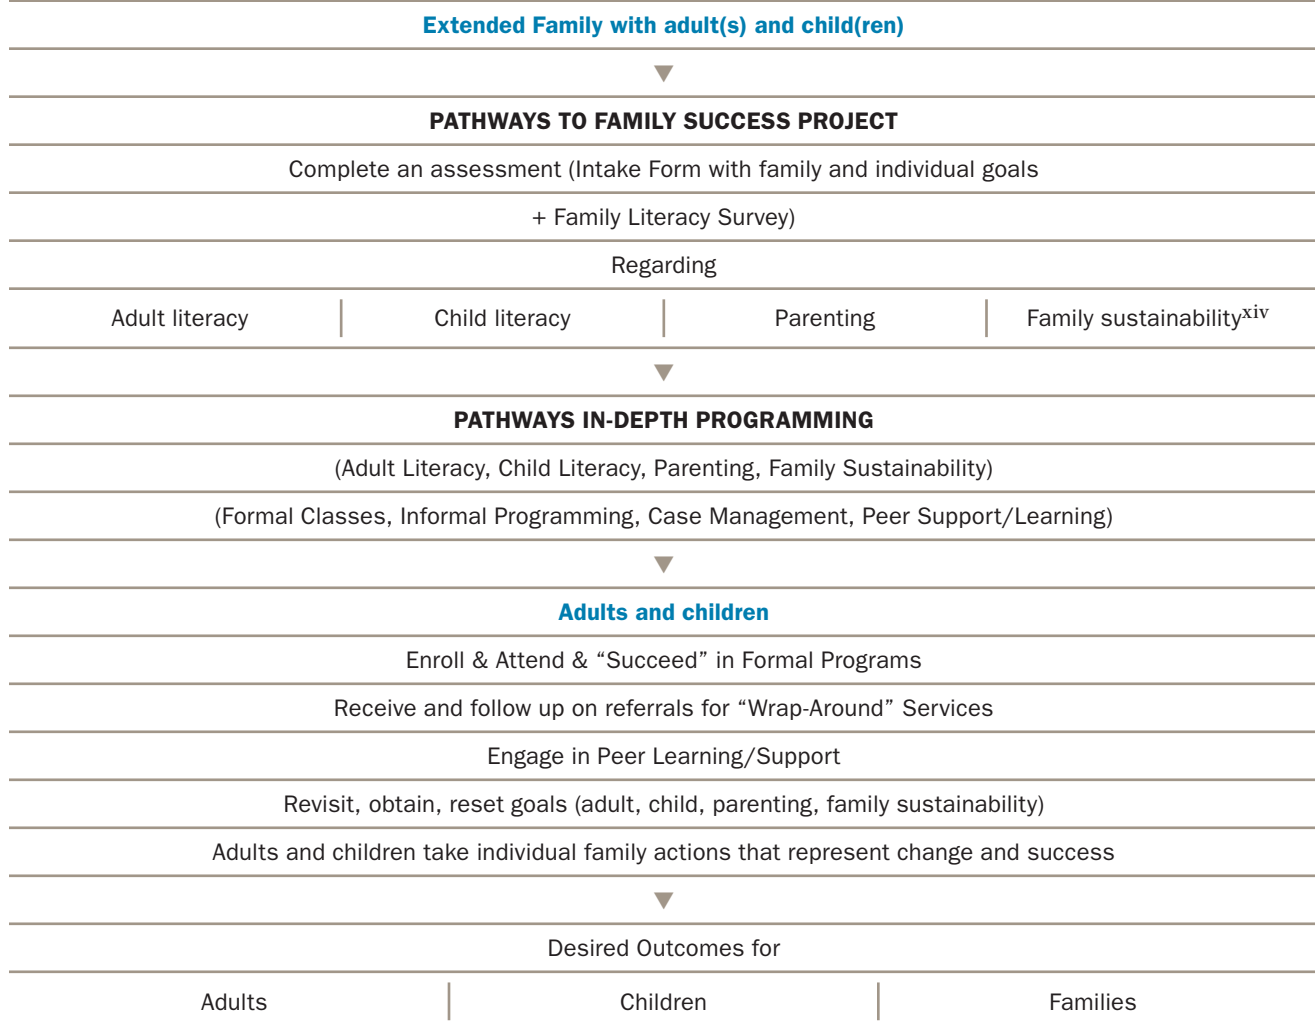 Extended Family with adult(s) and child(ren)
PATHWAYS TO FAMILY SUCCESS PROJECT
Complete an assessment (Intake Form with family and individual goals
+ Family Literacy Survey)
Regarding
Adult literacy
Child literacy
Parenting
Family sustainabilityxiv
PATHWAYS IN-DEPTH PROGRAMMING
(Adult Literacy, Child Literacy, Parenting, Family Sustainability)
(Formal Classes, Informal Programming, Case Management, Peer Support/Learning)
Adults and children
Enroll & Attend & “Succeed” in Formal Programs
Receive and follow up on referrals for “Wrap-Around” Services
Engage in Peer Learning/Support
Revisit, obtain, reset goals (adult, child, parenting, family sustainability)
Adults and children take individual family actions that represent change and success
Desired Outcomes for
Adults
Children
Families